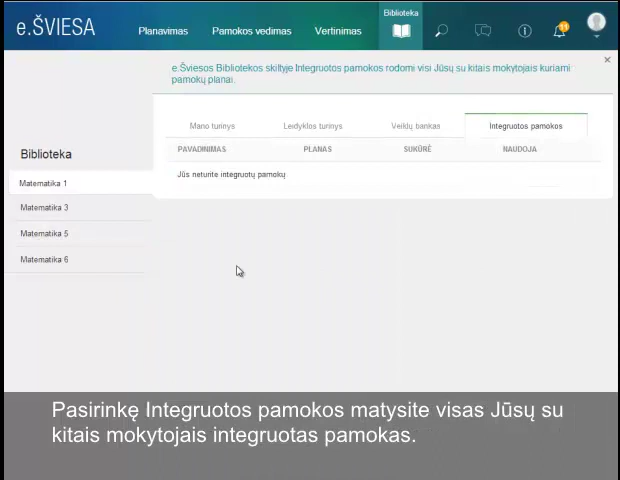 e.ŠVIESA
Planavimas
Pamokos vedimas
Vertinimas
Biblioteka
11
e.Šviesos Bibliotekos skiltyje Integruotos pamokos rodomi visi Jūsų su kitais mokytojais kuriami
pamokų planai.
Mano turinys
Leidyklos turinys
Veiklų bankas
Integruotos pamokos
Biblioteka
PAVADINIMAS
PLANAS
SUKŪRĖ
NAUDOJA
Jūs neturite integruotų pamokų
Matematika 1
Matematika 3
Matematika 5
Matematika 6
Pasirinkę Integruotos pamokos matysite visas Jūsų su
kitais mokytojais integruotas pamokas.